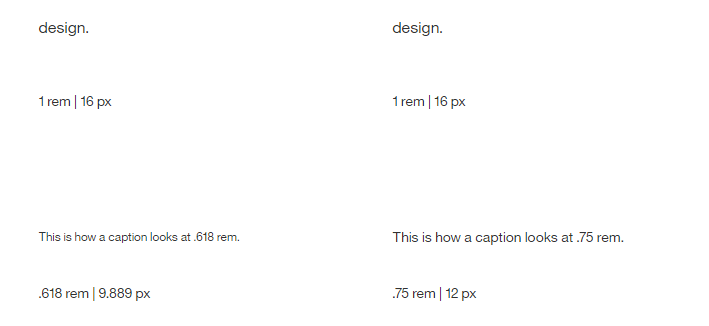 design.
design.
1 rem | 16 px
1 rem | 16 px
This is how a caption looks at .618 rem.
This is how a caption looks at .75 rem.
.618 rem | 9.889 px
.75 rem | 12 px